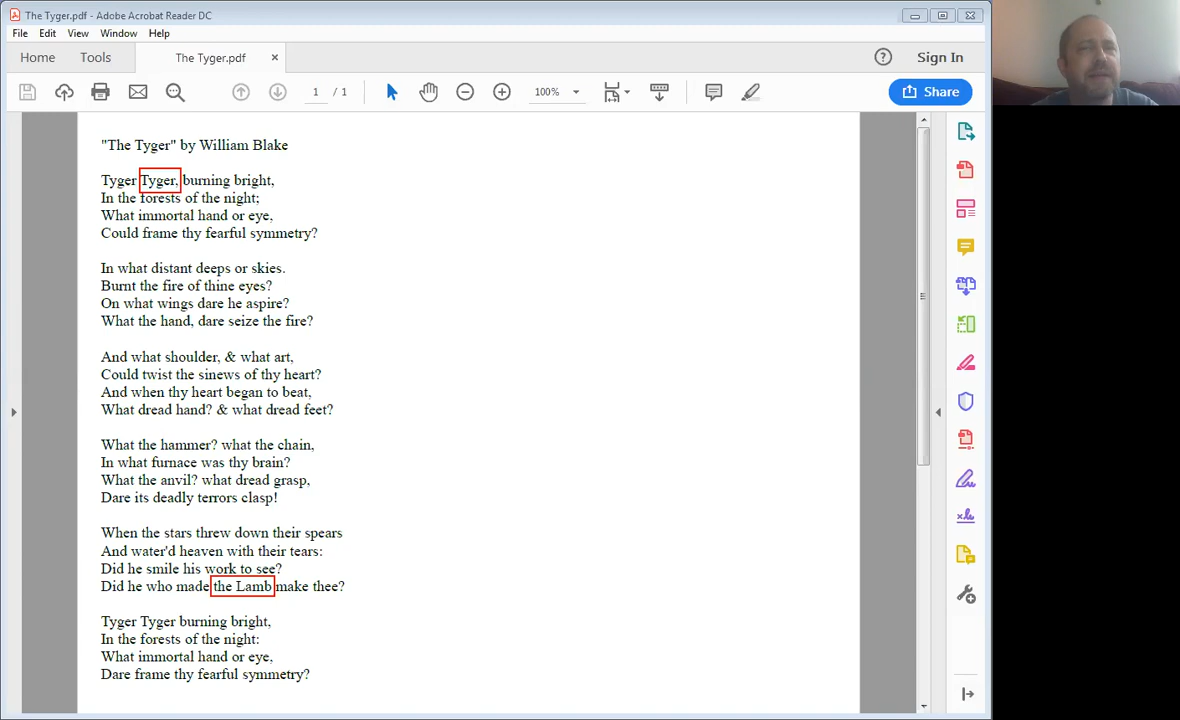 The Tyger.pdf - Adobe Acrobat Reader DC
File Edit View Window Help
Home Tools The Tyger.pdf × Sign In
1 / 1 100% Share
"The Tyger" by William Blake
Tyger Tyger, burning bright,
In the forests of the night;
What immortal hand or eye,
Could frame thy fearful symmetry?
In what distant deeps or skies.
Burnt the fire of thine eyes?
On what wings dare he aspire?
What the hand, dare seize the fire?
And what shoulder, & what art,
Could twist the sinews of thy heart?
And when thy heart began to beat,
What dread hand? & what dread feet?
What the hammer? what the chain,
In what furnace was thy brain?
What the anvil? what dread grasp,
Dare its deadly terrors clasp!
When the stars threw down their spears
And water'd heaven with their tears:
Did he smile his work to see?
Did he who made the Lamb make thee?
Tyger Tyger burning bright,
In the forests of the night:
What immortal hand or eye,
Dare frame thy fearful symmetry?